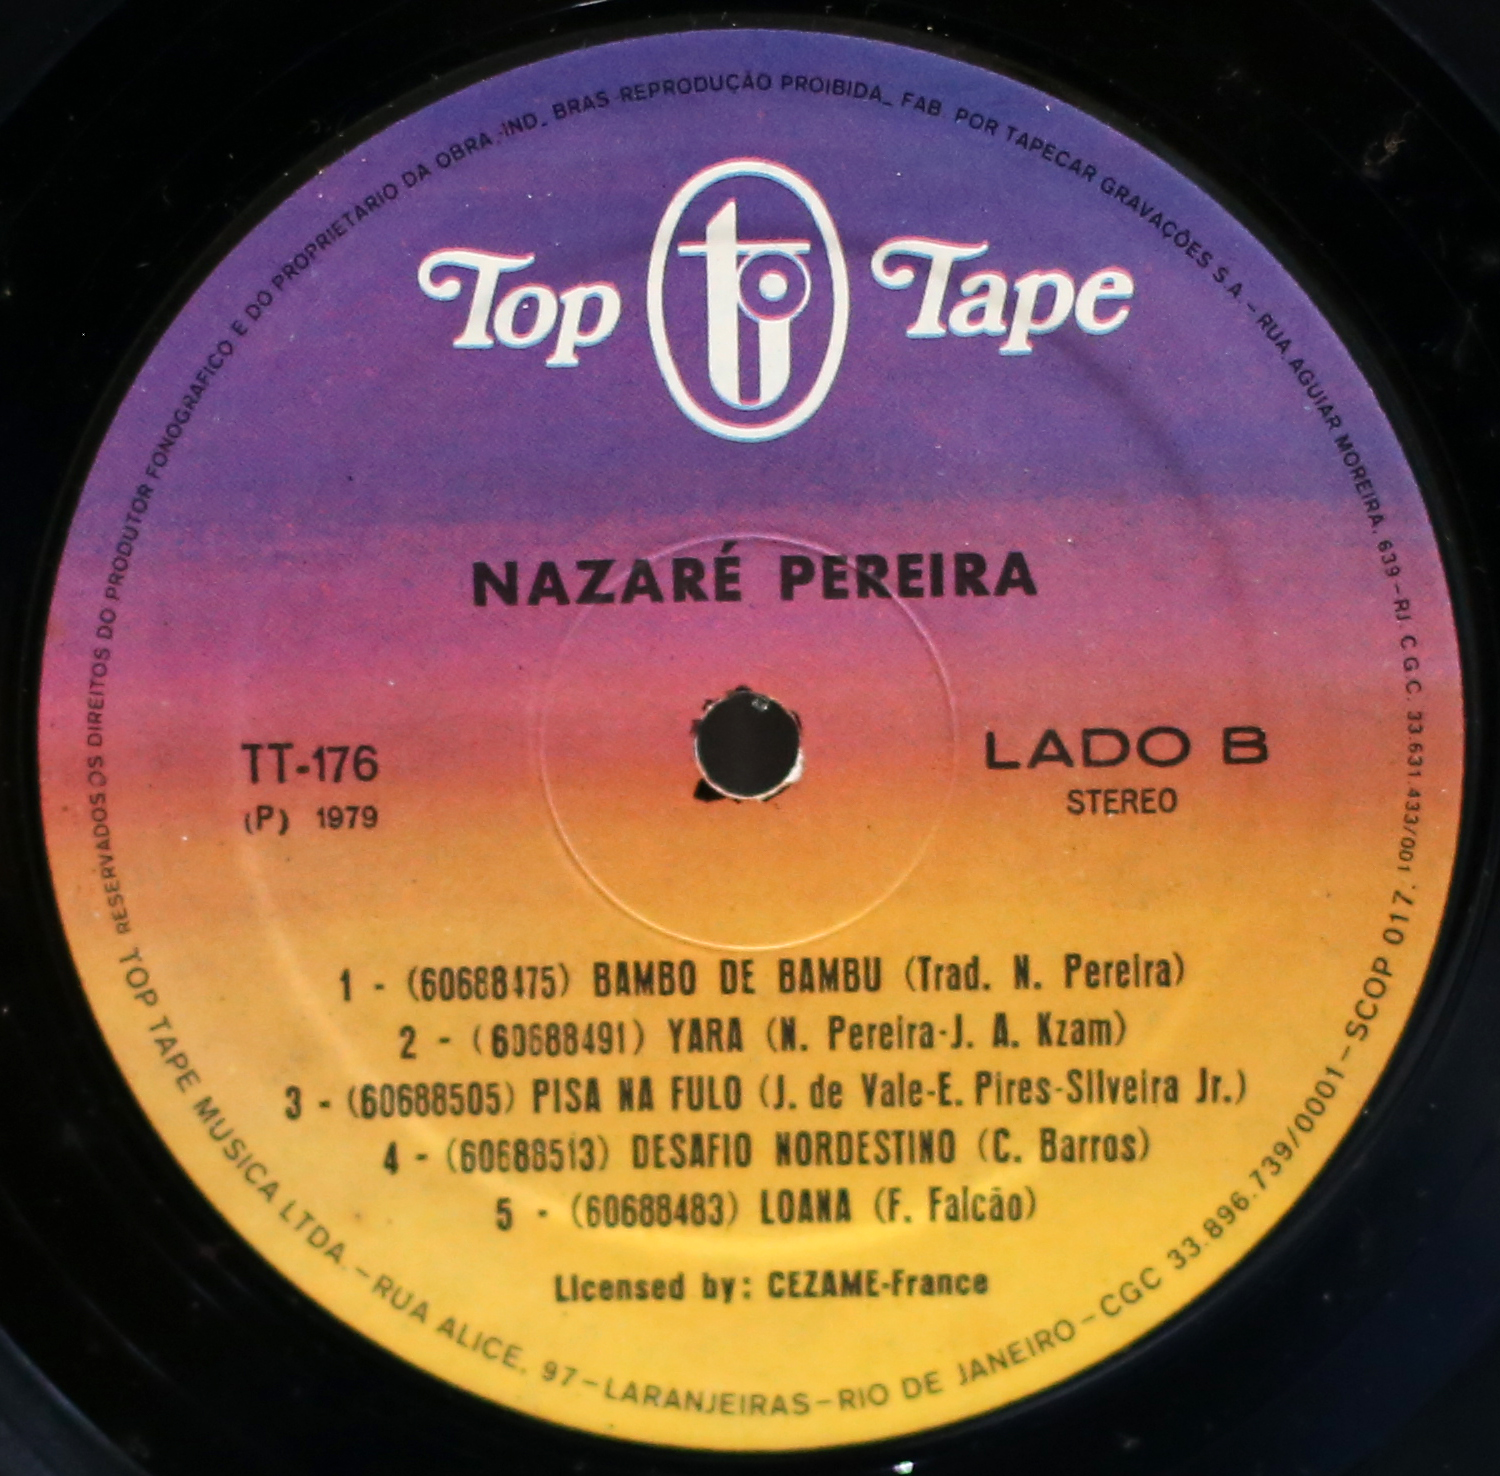 RESERVADOS OS DIREITOS DO PRODUTOR FONOGRAFICO E DO PROPRIETARIO DA OBRA. IND. BRAS REPRODUÇÃO PROIBIDA_ FAB. POR TAPECAR GRAVAÇÕES S.A. – RUA AGUIAR MOREIRA, 639 – RJ. C.G.C. 33.631.433/001.
Top ti Tape
NAZARÉ PEREIRA
TT-176
(P) 1979
LADO B
STEREO
1 - (60688475) BAMBO DE BAMBU (Trad. N. Pereira)
2 - (60688491) YARA (N. Pereira-J. A. Kzam)
3 - (60688505) PISA NA FULO (J. de Vale-E. Pires-Silveira Jr.)
4 - (60688513) DESAFIO NORDESTINO (C. Barros)
5 - (60688483) LOANA (F. Falcão)
Licensed by: CEZAME-France
TOP TAPE MUSICA LTDA. – RUA ALICE, 97 – LARANJEIRAS – RIO DE JANEIRO – CGC 33.896.739/0001 – SCOP 017.